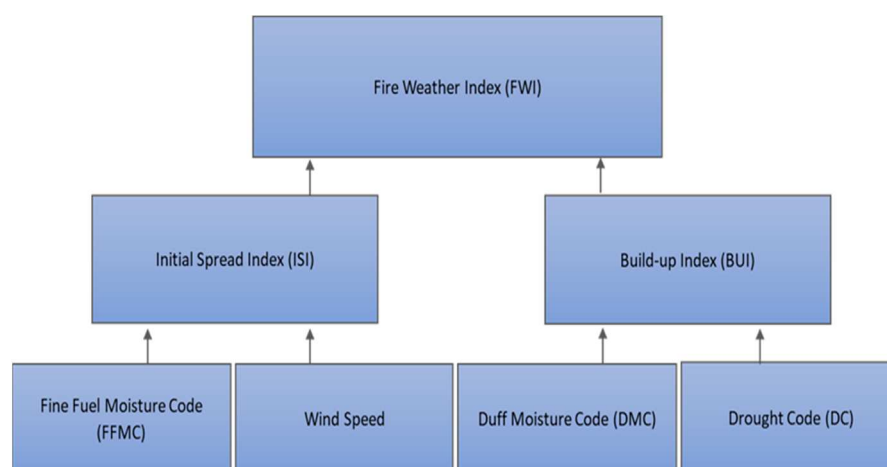 Fire Weather Index (FWI)
Initial Spread Index (ISI)
Build-up Index (BUI)
Fine Fuel Moisture Code
(FFMC)
Wind Speed
Duff Moisture Code (DMC)
Drought Code (DC)